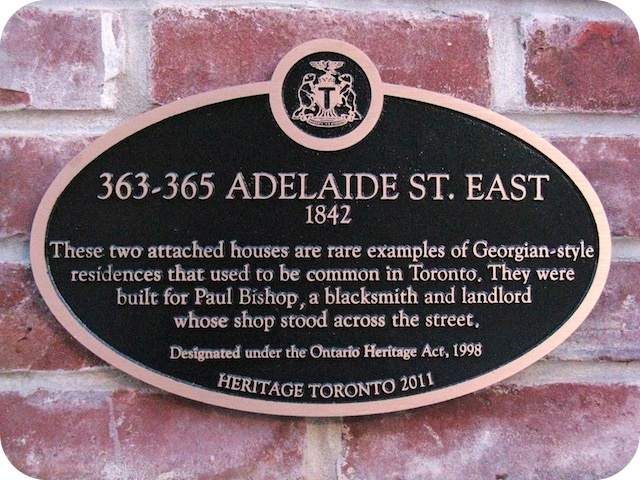 T
363-365 ADELAIDE ST. EAST
1842
These two attached houses are rare examples of Georgian-style
residences that used to be common in Toronto. They were
built for Paul Bishop, a blacksmith and landlord
whose shop stood across the street.
Designated under the Ontario Heritage Act, 1998
HERITAGE TORONTO 2011